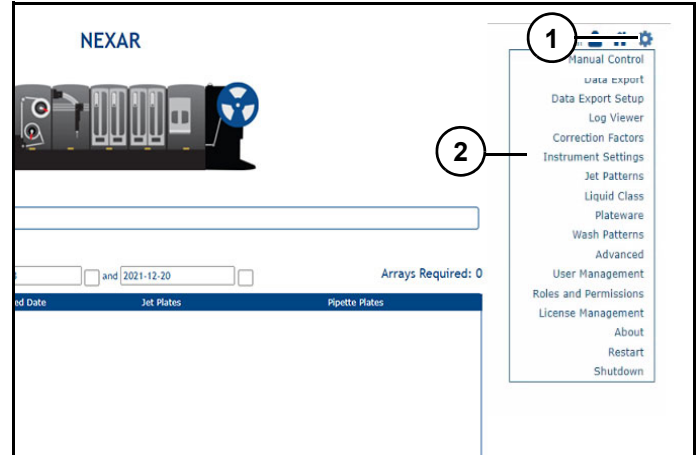 NEXAR
1
Manual Control
Data Export
Data Export Setup
Log Viewer
Correction Factors
2
Instrument Settings
Jet Patterns
Liquid Class
Plateware
Wash Patterns
Advanced
User Management
Roles and Permissions
License Management
About
Restart
Shutdown
and 2021-12-20
Arrays Required: 0
ed Date Jet Plates Pipette Plates